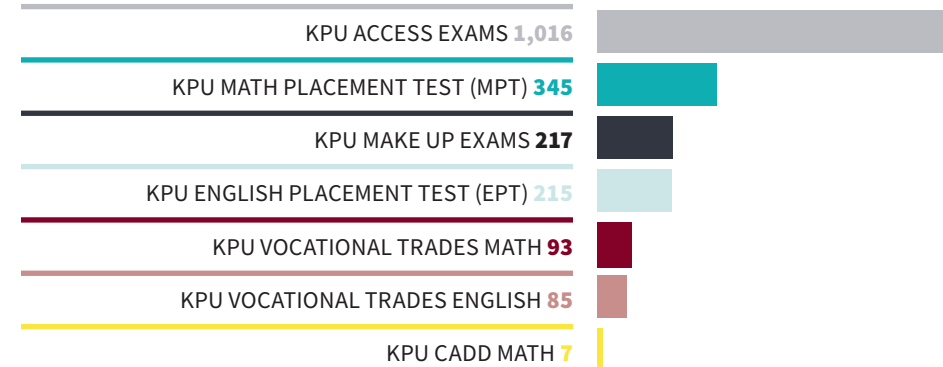 KPU ACCESS EXAMS 1,016
KPU MATH PLACEMENT TEST (MPT) 345
KPU MAKE UP EXAMS 217
KPU ENGLISH PLACEMENT TEST (EPT) 215
KPU VOCATIONAL TRADES MATH 93
KPU VOCATIONAL TRADES ENGLISH 85
KPU CADD MATH 7